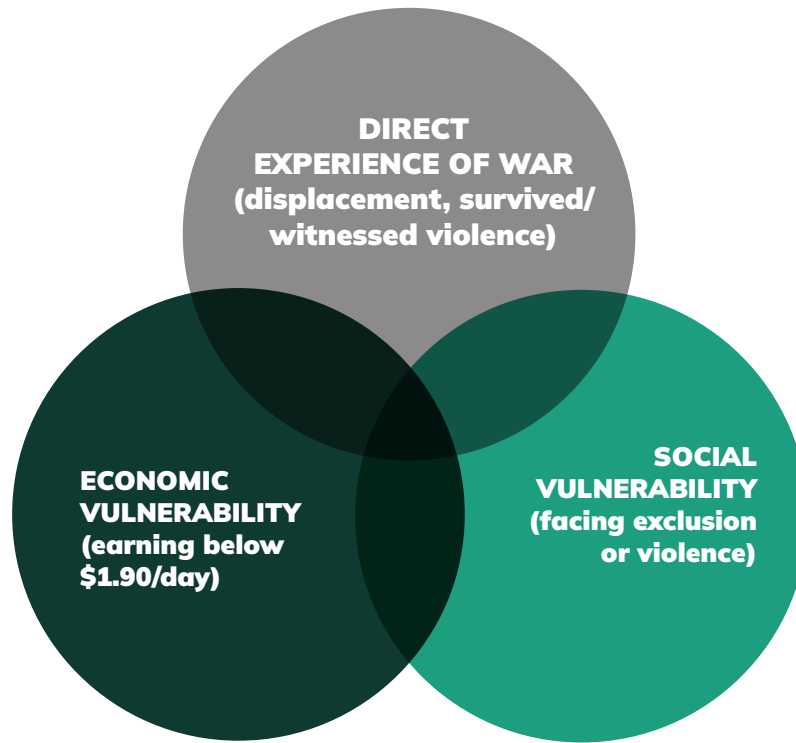 DIRECT
EXPERIENCE OF WAR
(displacement, survived/
witnessed violence)
ECONOMIC
VULNERABILITY
(earning below
$1.90/day)
SOCIAL
VULNERABILITY
(facing exclusion
or violence)